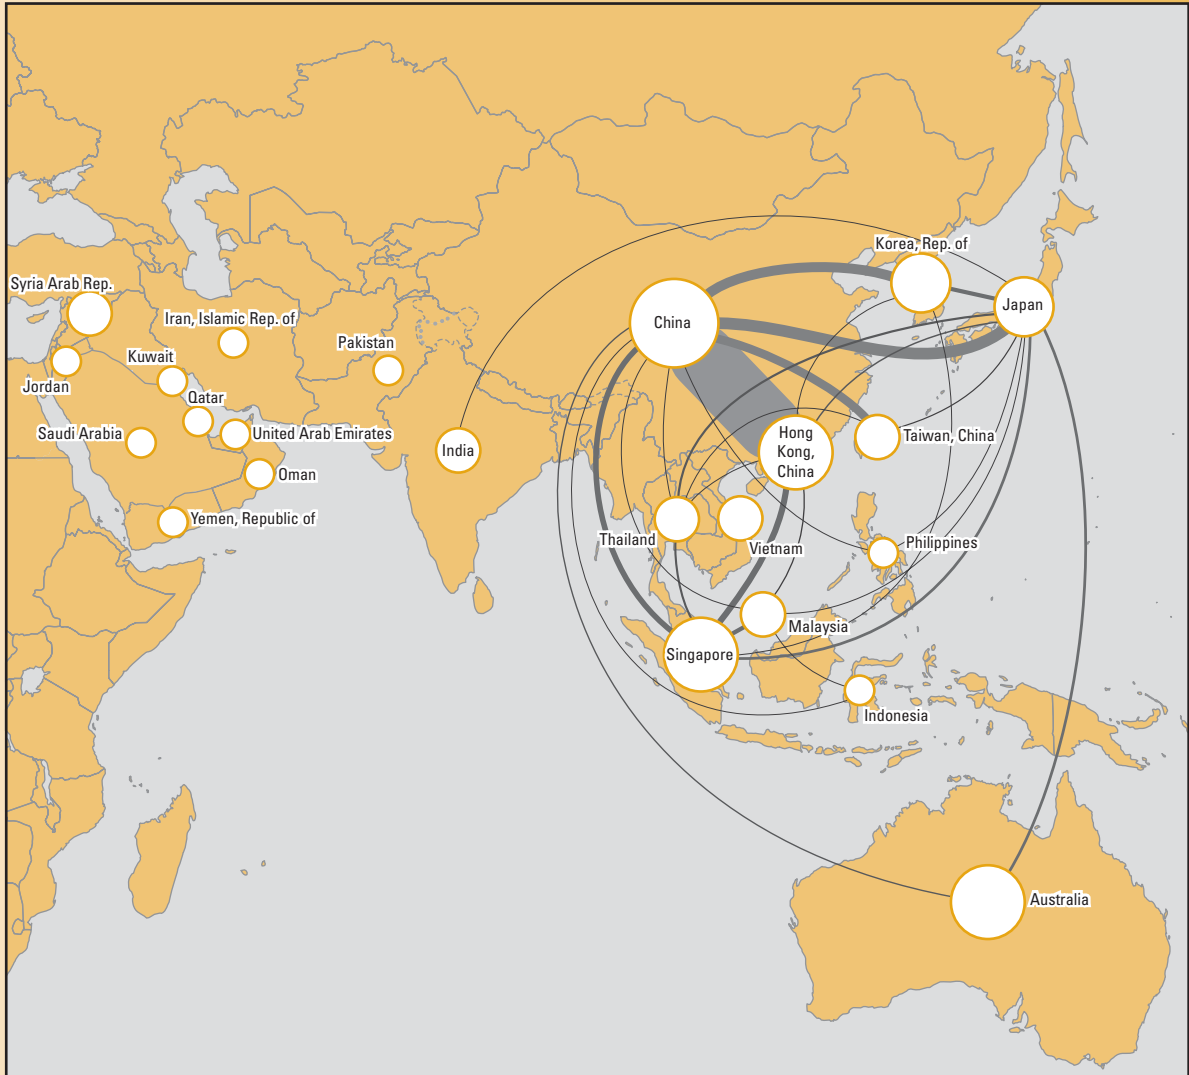 Korea, Rep. of
Syria Arab Rep.
Japan
Iran, Islamic Rep. of
China
Pakistan
Kuwait
Jordan
Qatar
Saudi Arabia
United Arab Emirates
Hong
Kong,
China
Taiwan, China
India
Oman
Yemen, Republic of
Thailand
Vietnam
Philippines
Malaysia
Singapore
Indonesia
Australia